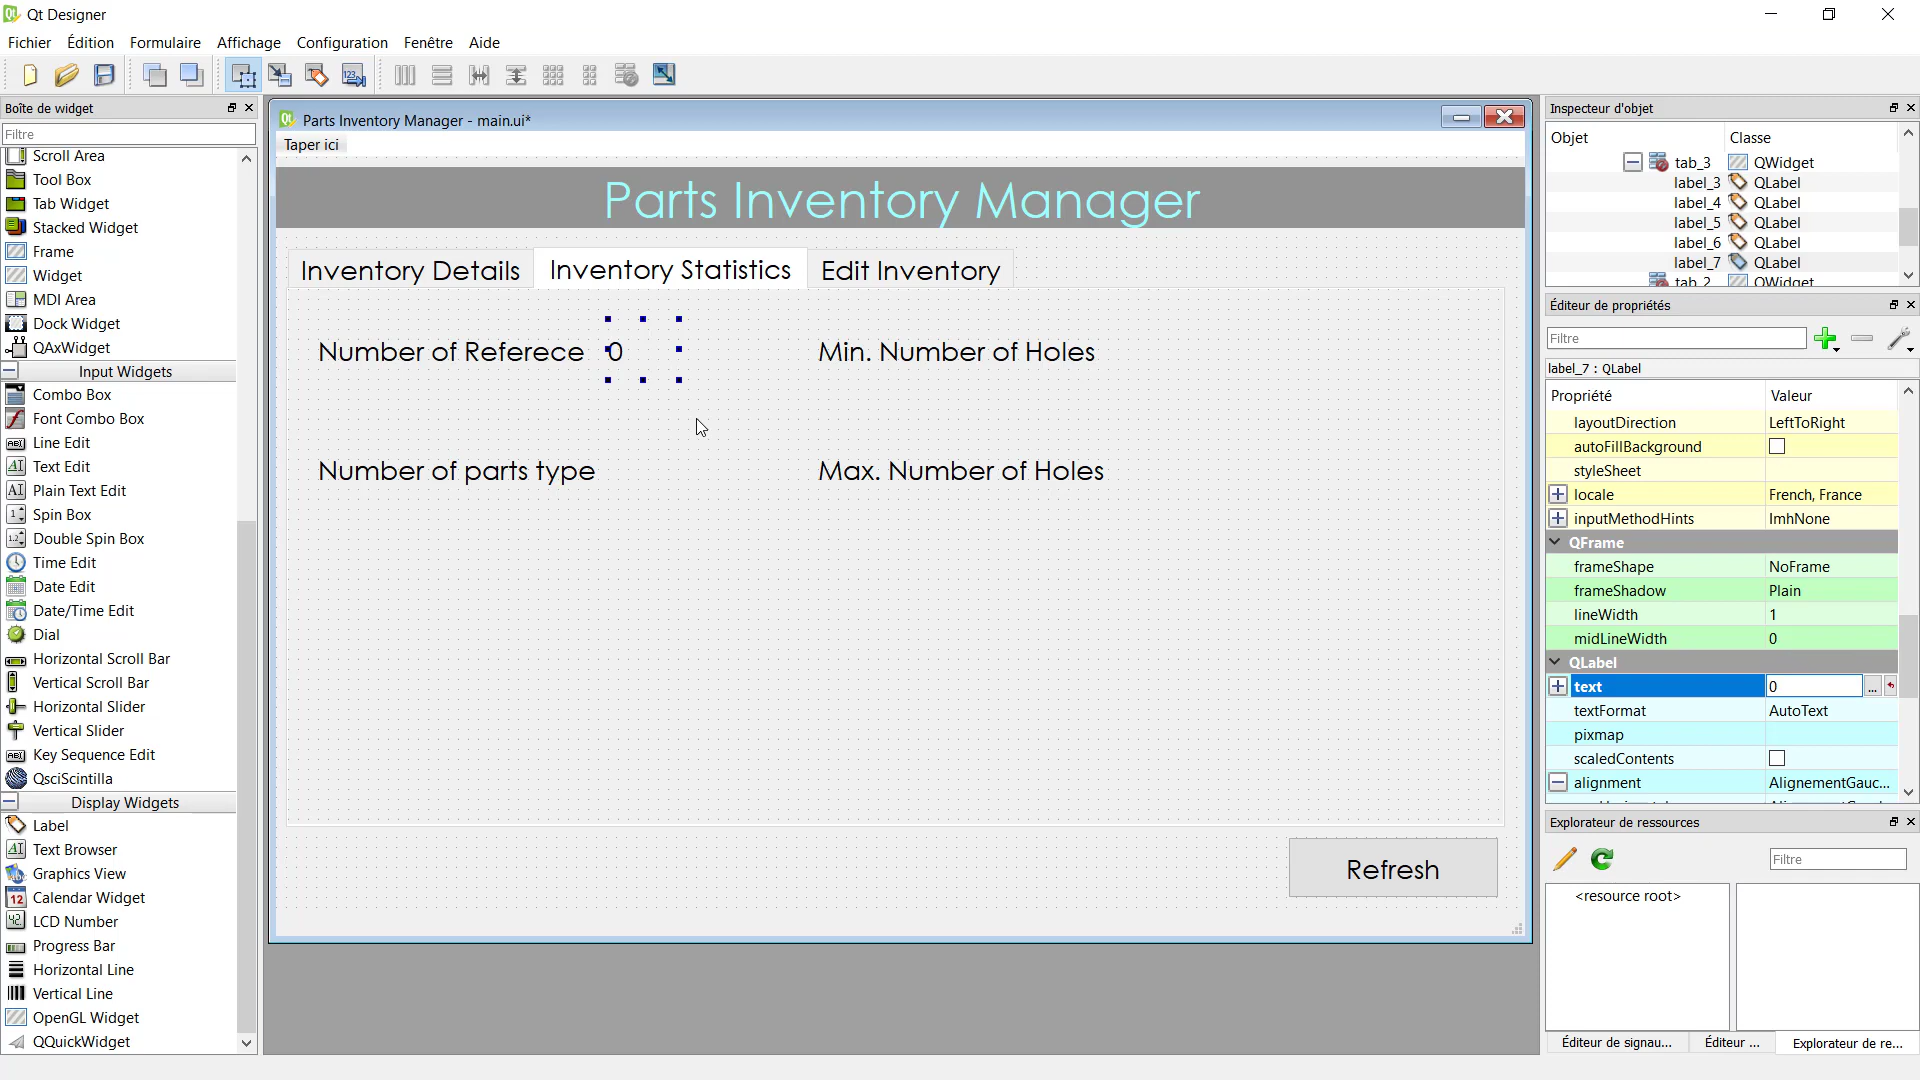 Qt Designer
Fichier Édition Formulaire Affichage Configuration Fenêtre Aide
Boîte de widget
Filtre
Scroll Area
Tool Box
Tab Widget
Stacked Widget
Frame
Widget
MDI Area
Dock Widget
QAxWidget
Input Widgets
Combo Box
Font Combo Box
Line Edit
Text Edit
Plain Text Edit
Spin Box
Double Spin Box
Time Edit
Date Edit
Date/Time Edit
Dial
Horizontal Scroll Bar
Vertical Scroll Bar
Horizontal Slider
Vertical Slider
Key Sequence Edit
QsciScintilla
Display Widgets
Label
Text Browser
Graphics View
Calendar Widget
LCD Number
Progress Bar
Horizontal Line
Vertical Line
OpenGL Widget
QQuickWidget
Parts Inventory Manager - main.ui*
Taper ici
Parts Inventory Manager
Inventory Details Inventory Statistics Edit Inventory
Number of Referece 0 Min. Number of Holes
Number of parts type Max. Number of Holes
Refresh
Inspecteur d'objet
Objet Classe
tab_3 QWidget
label_3 QLabel
label_4 QLabel
label_5 QLabel
label_6 QLabel
label_7 QLabel
tab_2 QWidget
Éditeur de propriétés
Filtre
label_7 : QLabel
Propriété Valeur
layoutDirection LeftToRight
autoFillBackground
styleSheet
locale French, France
inputMethodHints ImhNone
QFrame
frameShape NoFrame
frameShadow Plain
lineWidth 1
midLineWidth 0
QLabel
text 0 ...
textFormat AutoText
pixmap
scaledContents
alignment AlignementGauc...
Explorateur de ressources
Filtre
<resource root>
Éditeur de signau... Éditeur ... Explorateur de re...